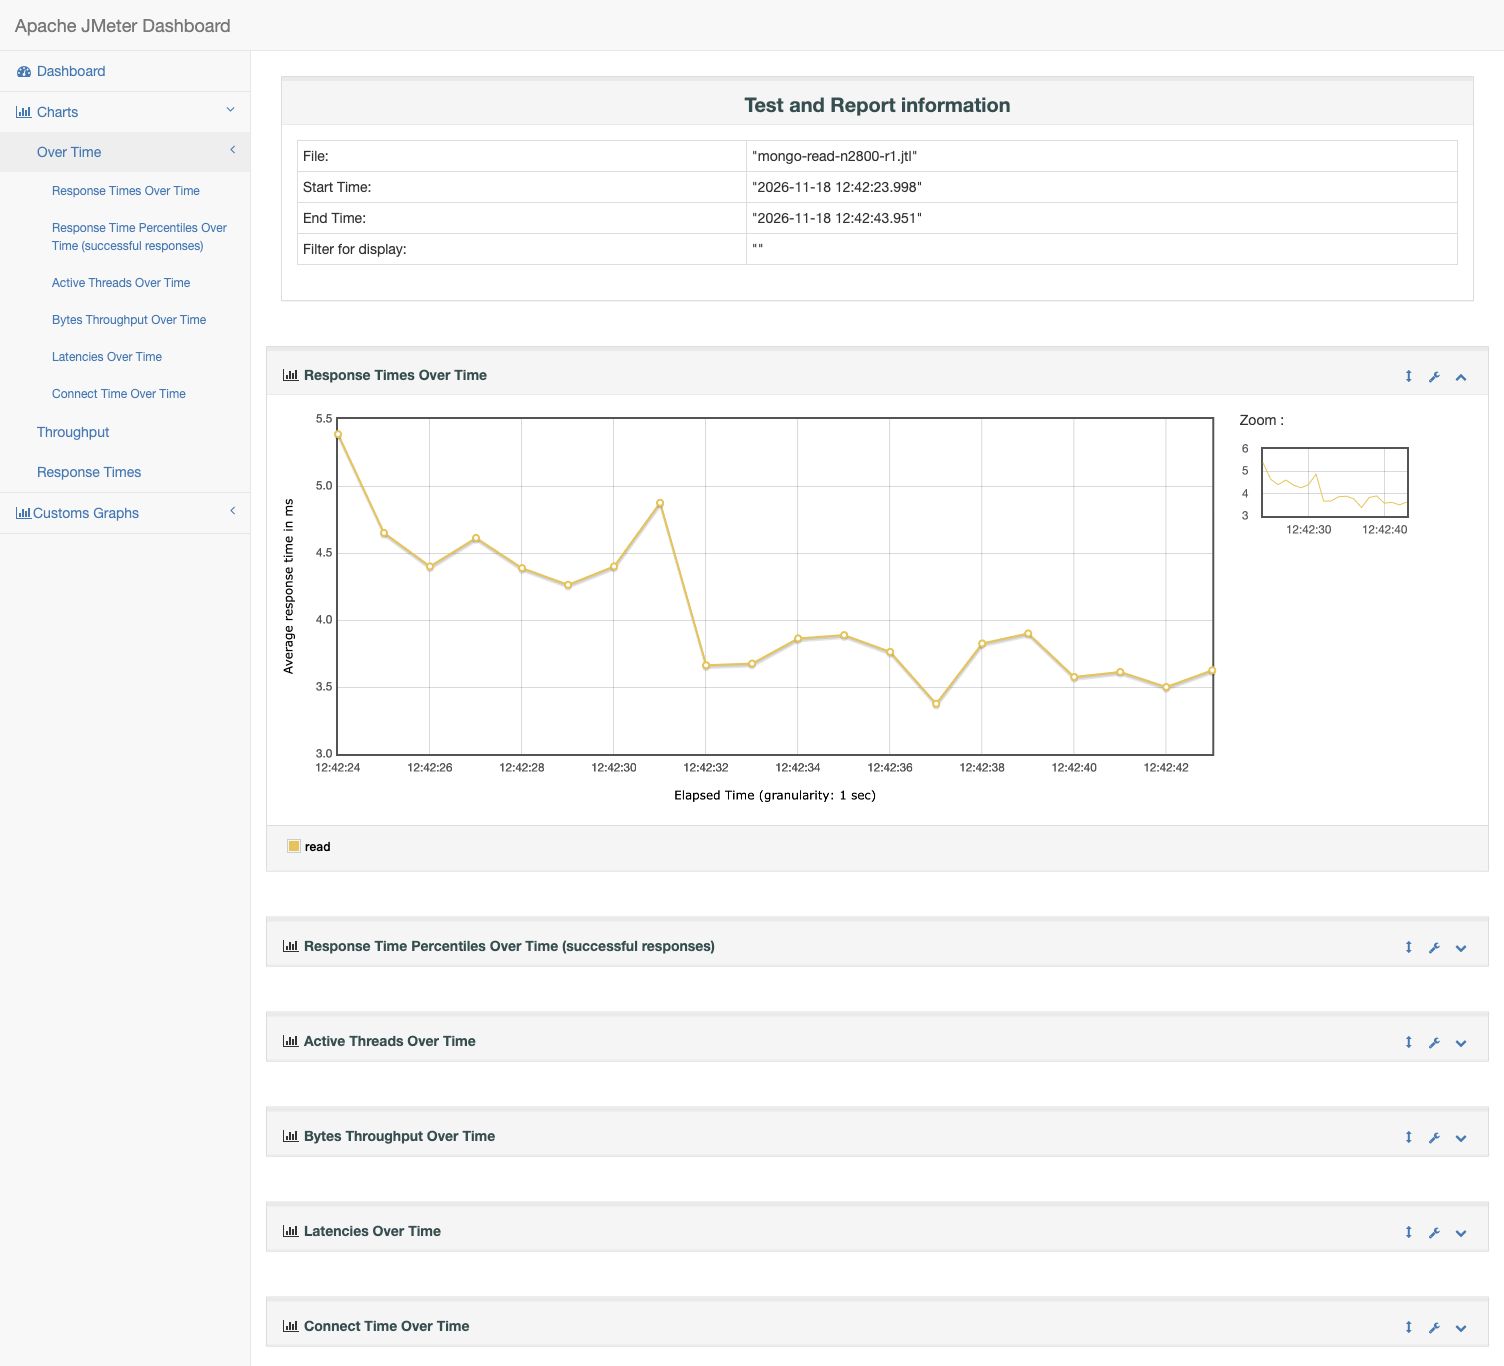 Apache JMeter Dashboard
Dashboard
Charts
Over Time
Response Times Over Time
Response Time Percentiles Over
Time (successful responses)
Active Threads Over Time
Bytes Throughput Over Time
Latencies Over Time
Connect Time Over Time
Throughput
Response Times
Customs Graphs
Test and Report information
File: "mongo-read-n2800-r1.jtl"
Start Time: "2026-11-18 12:42:23.998"
End Time: "2026-11-18 12:42:43.951"
Filter for display: ""
Response Times Over Time
Average response time in ms
5.5
5.0
4.5
4.0
3.5
3.0
12:42:24 12:42:26 12:42:28 12:42:30 12:42:32 12:42:34 12:42:36 12:42:38 12:42:40 12:42:42
Elapsed Time (granularity: 1 sec)
Zoom :
6
5
4
3
12:42:30 12:42:40
read
Response Time Percentiles Over Time (successful responses)
Active Threads Over Time
Bytes Throughput Over Time
Latencies Over Time
Connect Time Over Time